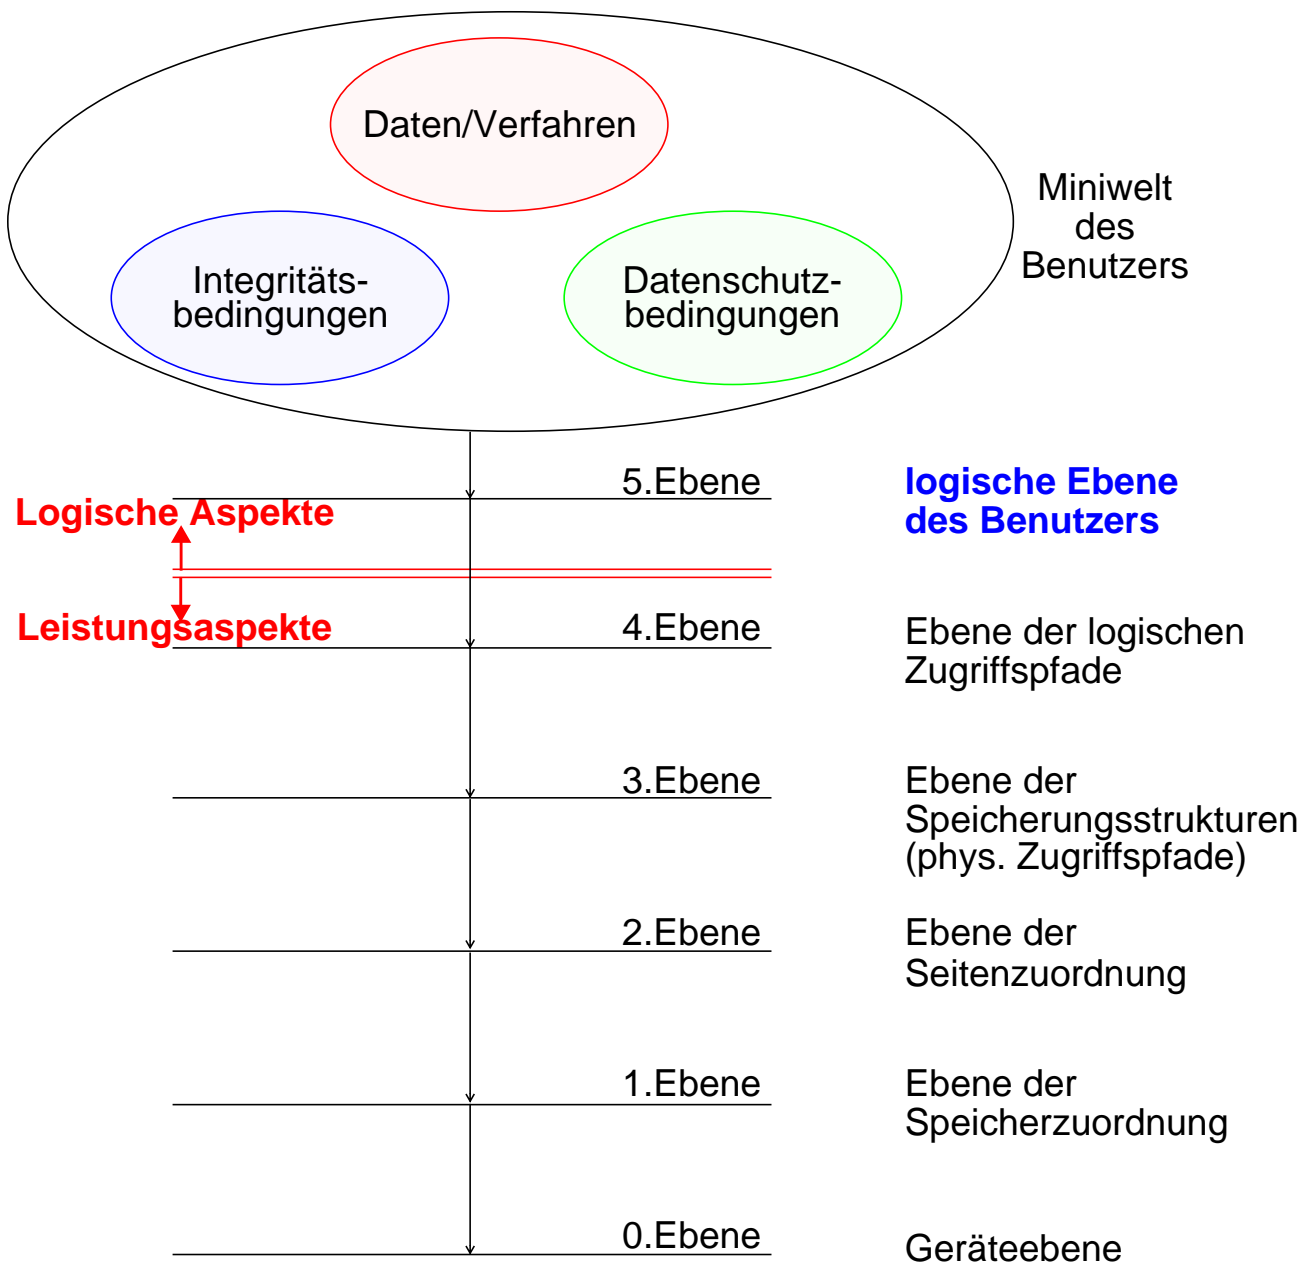 Daten/Verfahren
Miniwelt
des
Benutzers
Integritäts-
bedingungen
Datenschutz-
bedingungen
5.Ebene
logische Ebene
des Benutzers
Logische Aspekte
Leistungsaspekte
4.Ebene
Ebene der logischen
Zugriffspfade
3.Ebene
Ebene der
Speicherungsstrukturen
(phys. Zugriffspfade)
2.Ebene
Ebene der
Seitenzuordnung
1.Ebene
Ebene der
Speicherzuordnung
0.Ebene
Geräteebene